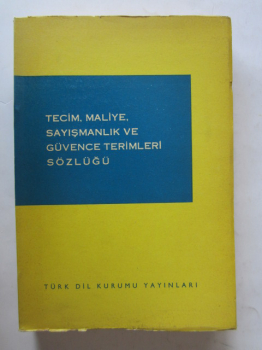 TECİM, MALİYE,
SAYIŞMANLIK VE
GÜVENCE TERİMLERİ
SÖZLÜĞÜ
TÜRK DİL KURUMU YAYINLARI